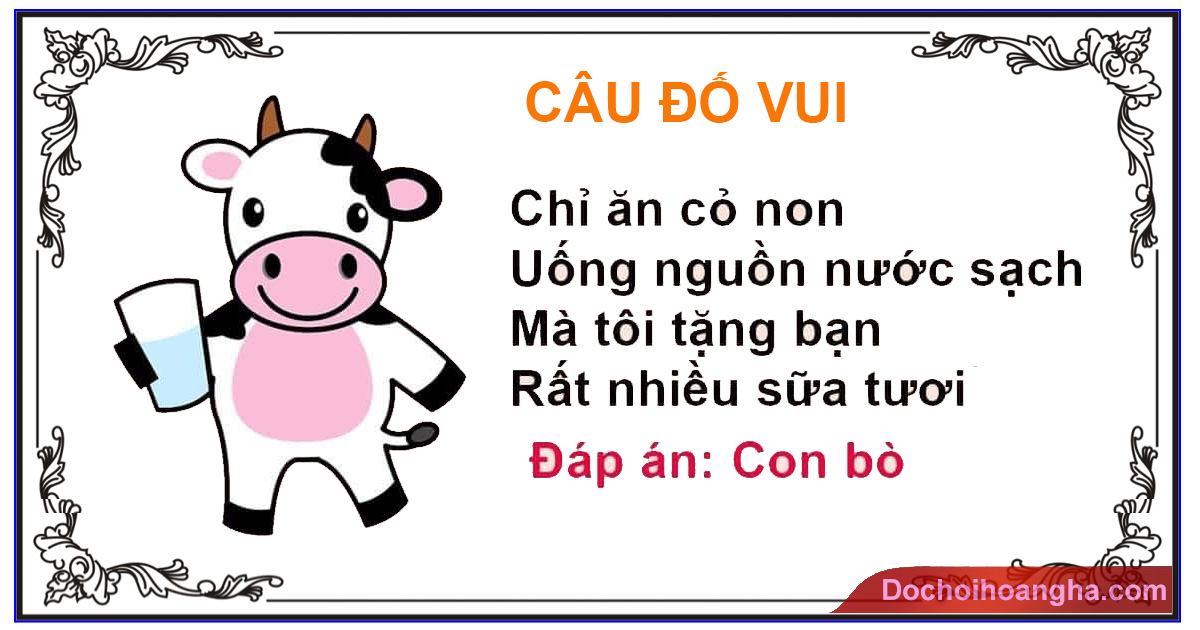 CÂU ĐỐ VUI
Chỉ ăn cỏ non
Uống nguồn nước sạch
Mà tôi tặng bạn
Rất nhiều sữa tươi
Đáp án: Con bò
Dochoihoangha.com